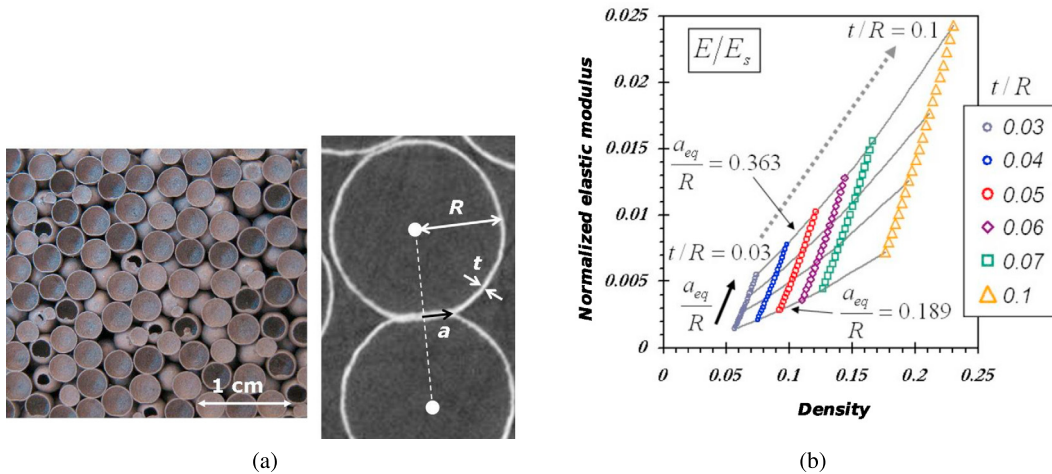 R
t
a
1 cm
(a)
Normalized elastic modulus
0.025
0.02
0.015
0.01
0.005
0
0
0.05
0.1
0.15
0.2
0.25
Density
E/E_s
t/R = 0.1
a_eq/R = 0.363
t/R = 0.03
a_eq/R
a_eq/R = 0.189
t/R
0.03
0.04
0.05
0.06
0.07
0.1
(b)